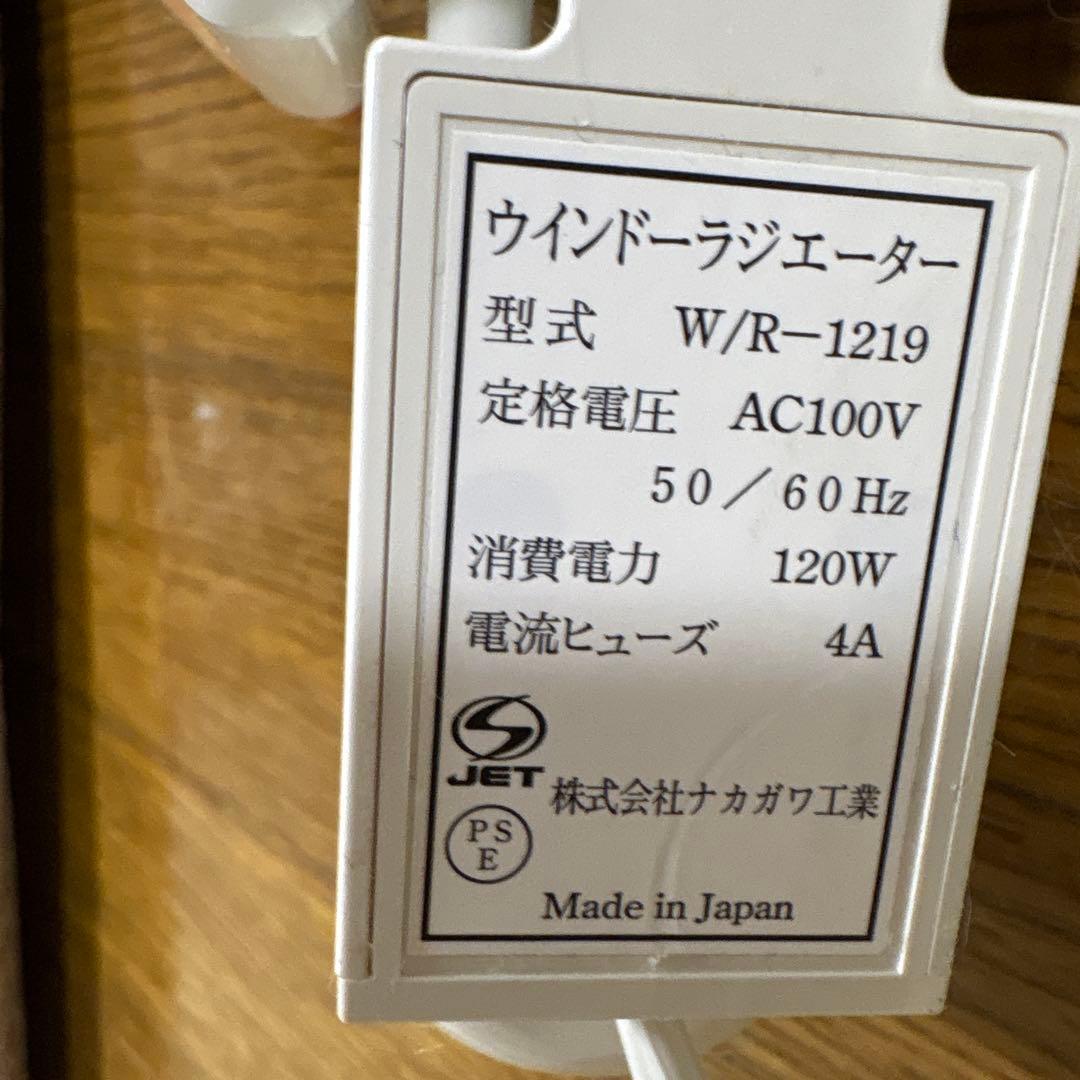 ウインドーラジエーター
型式 W/R-1219
定格電圧 AC100V
50/60Hz
消費電力 120W
電流ヒューズ 4A
JET
株式会社ナカガワ工業
PS
E
Made in Japan